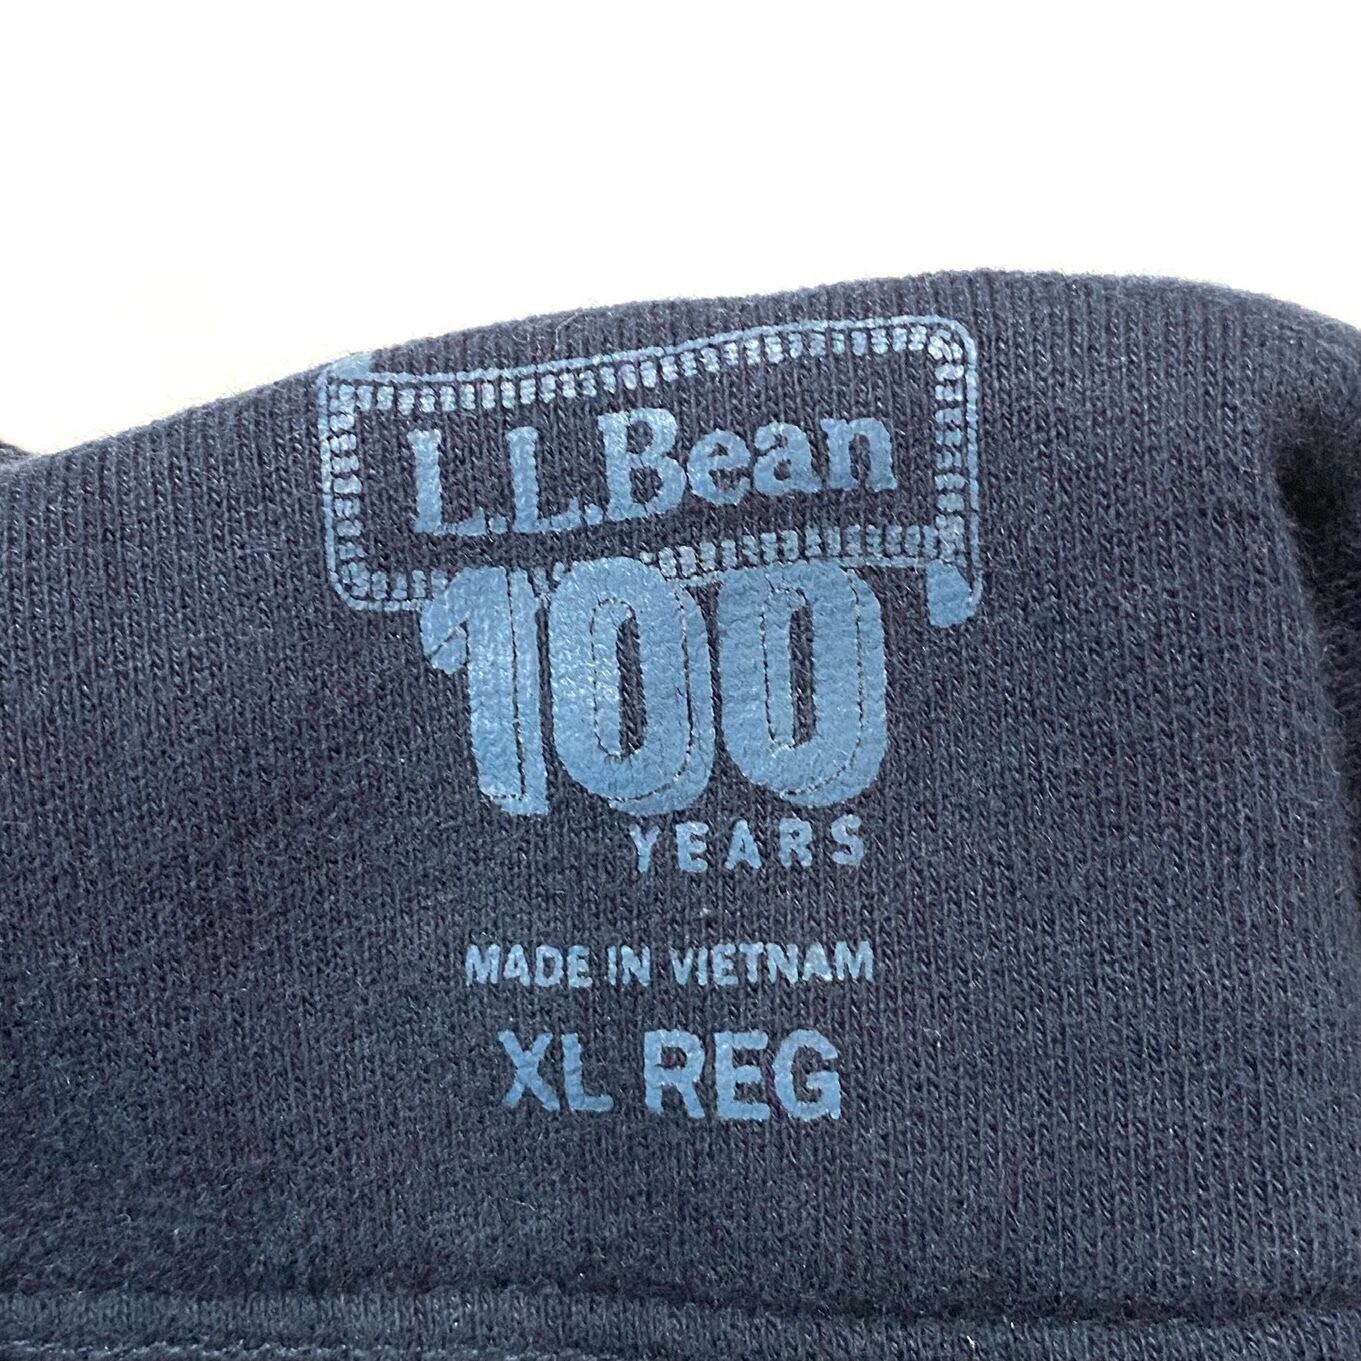 L.L.Bean
100
YEARS
MADE IN VIETNAM
XL REG